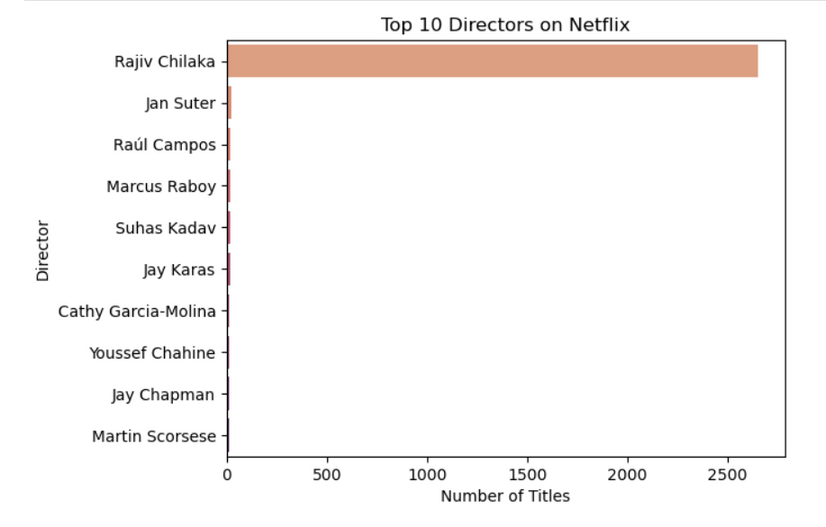 Top 10 Directors on Netflix
Rajiv Chilaka
Jan Suter
Raúl Campos
Marcus Raboy
Suhas Kadav
Jay Karas
Cathy Garcia-Molina
Youssef Chahine
Jay Chapman
Martin Scorsese
Director
0 500 1000 1500 2000 2500
Number of Titles